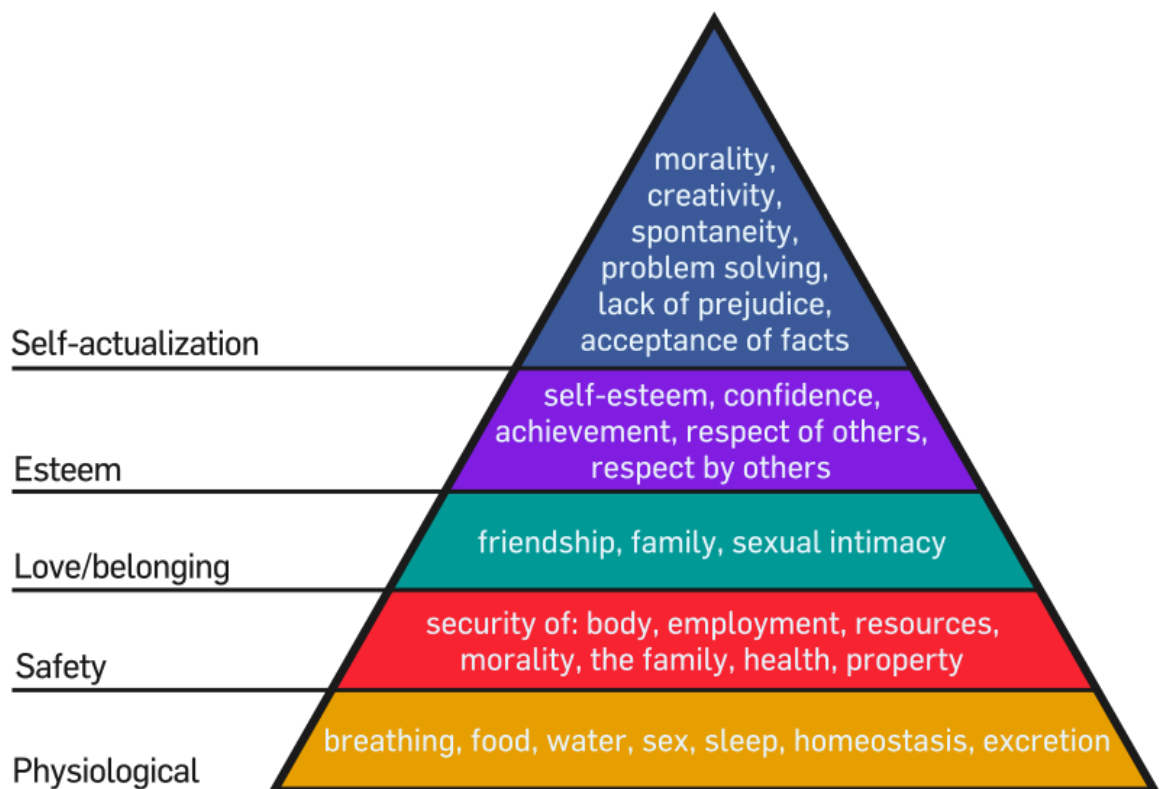 morality,
creativity,
spontaneity,
problem solving,
lack of prejudice,
acceptance of facts
Self-actualization
self-esteem, confidence,
achievement, respect of others,
respect by others
Esteem
friendship, family, sexual intimacy
Love/belonging
security of: body, employment, resources,
morality, the family, health, property
Safety
breathing, food, water, sex, sleep, homeostasis, excretion
Physiological